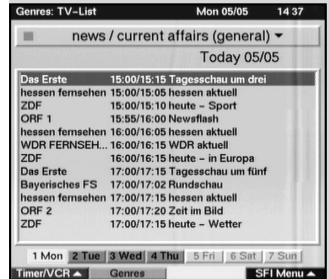 Genres: TV-List Mon 05/05 14 37
news / current affairs (general)
Today 05/05
Das Erste 15:00/15:15 Tagesschau um drei
hessen fernsehen 15:00/15:05 hessen aktuell
ZDF 15:00/15:10 heute - Sport
ORF 1 15:55/16:00 Newsflash
hessen fernsehen 16:00/16:05 hessen aktuell
WDR FERNSEH... 16:00/16:15 WDR aktuell
ZDF 16:00/16:15 heute - in Europa
Das Erste 17:00/17:15 Tagesschau um fünf
Bayerisches FS 17:00/17:02 Rundschau
hessen fernsehen 17:00/17:15 hessen aktuell
ORF 2 17:00/17:20 Zeit im Bild
ZDF 17:00/17:15 heute - Wetter
1 Mon 2 Tue 3 Wed 4 Thu 5 Fri 6 Sat 7 Sun
Timer/VCR Genres SFI Menu